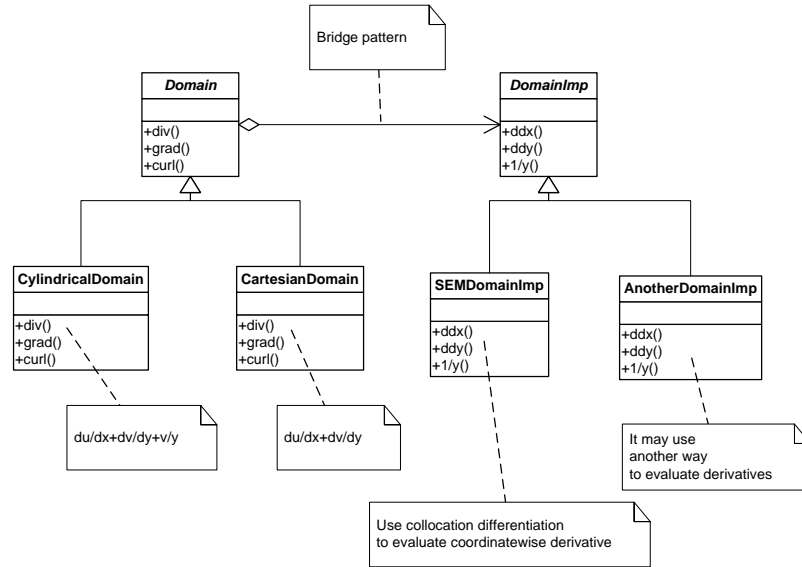 Bridge pattern
Domain
+div()
+grad()
+curl()
DomainImp
+ddx()
+ddy()
+1/y()
CylindricalDomain
+div()
+grad()
+curl()
CartesianDomain
+div()
+grad()
+curl()
SEMDomainImp
+ddx()
+ddy()
+1/y()
AnotherDomainImp
+ddx()
+ddy()
+1/y()
du/dx+dv/dy+v/y
du/dx+dv/dy
It may use
another way
to evaluate derivatives
Use collocation differentiation
to evaluate coordinatewise derivative